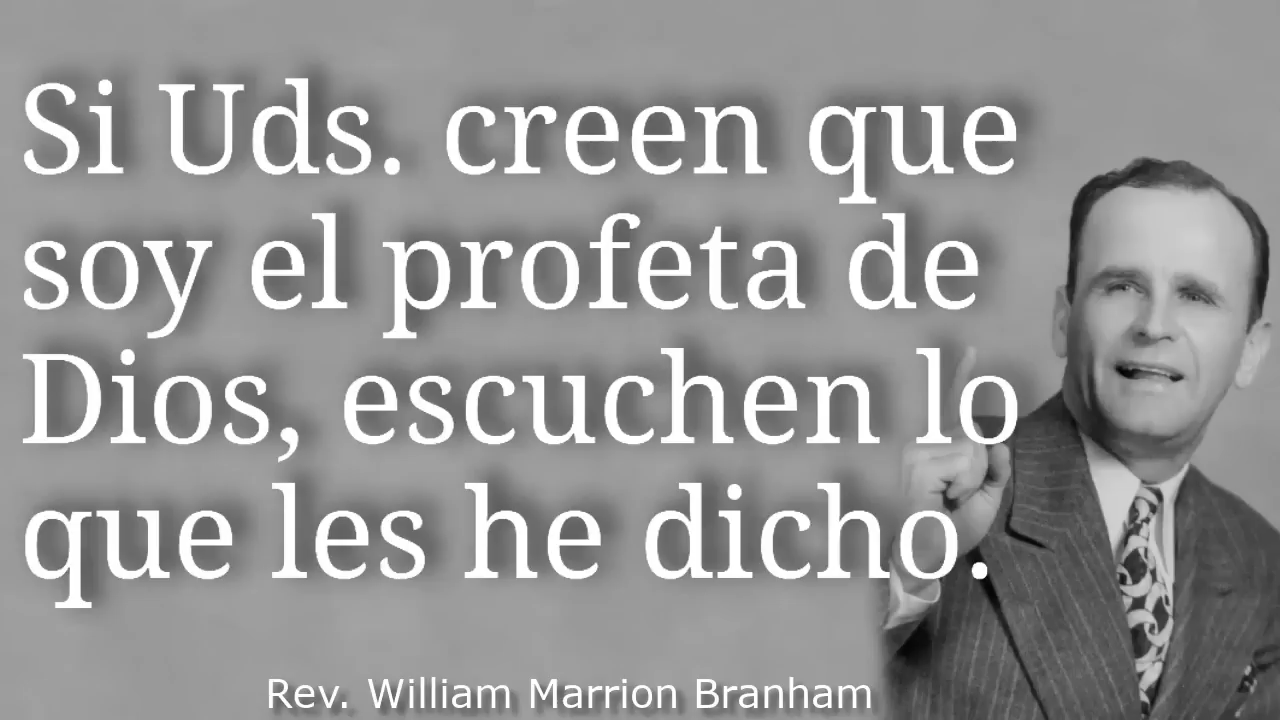 Si Uds. creen que
soy el profeta de
Dios, escuchen lo
que les he dicho.
Rev. William Marrion Branham